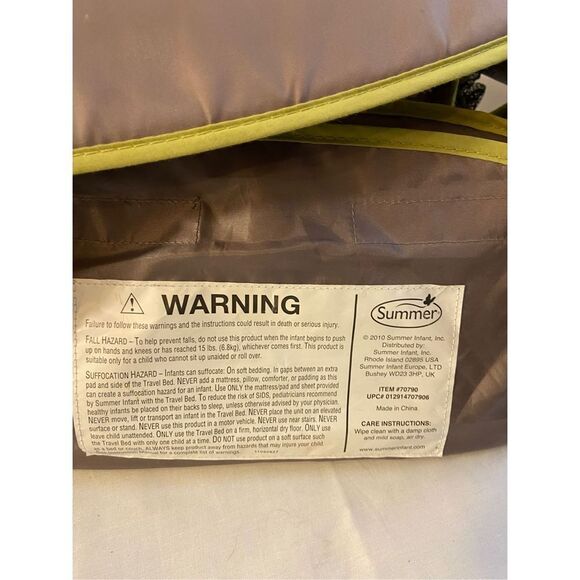 WARNING
Failure to follow these warnings and the instructions could result in death or serious injury.
FALL HAZARD - To help prevent falls, do not use this product when the infant begins to push
up on hands and knees or has reached 15 lbs. (6.8kg), whichever comes first. This product is
suitable only for a child who cannot sit up unaided or roll over.
SUFFOCATION HAZARD - Infants can suffocate: On soft bedding. In gaps between an extra
pad and side of the Travel Bed. NEVER add a mattress, pillow, comforter, or padding as this
can create a suffocation hazard for an infant. Use ONLY the mattress/pad and sheet provided
by Summer Infant with the Travel Bed. To reduce the risk of SIDS, pediatricians recommend
healthy infants be placed on their backs to sleep, unless otherwise advised by your physician.
NEVER move, lift or transport an infant in the Travel Bed. NEVER place the unit on an elevated
surface or stand. NEVER use this product in a motor vehicle. NEVER use near stairs. NEVER
leave child unattended. ONLY use the Travel Bed on a firm, horizontal dry floor. ONLY use
the Travel Bed with only one child at a time. DO NOT use product on a soft surface such
as a bed or couch. ALWAYS keep product away from hazards that may injure your child.
Instruction Manual for a complete list of warnings.
Summer
© 2010 Summer Infant, Inc.
Distributed by:
Summer Infant, Inc.
Rhode Island 02895 USA
Summer Infant Europe, LTD
Bushey WD23 3HP, UK
ITEM #70790
UPC# 012914707906
Made in China
CARE INSTRUCTIONS:
Wipe clean with a damp cloth
and mild soap, air dry.
www.summerinfant.com